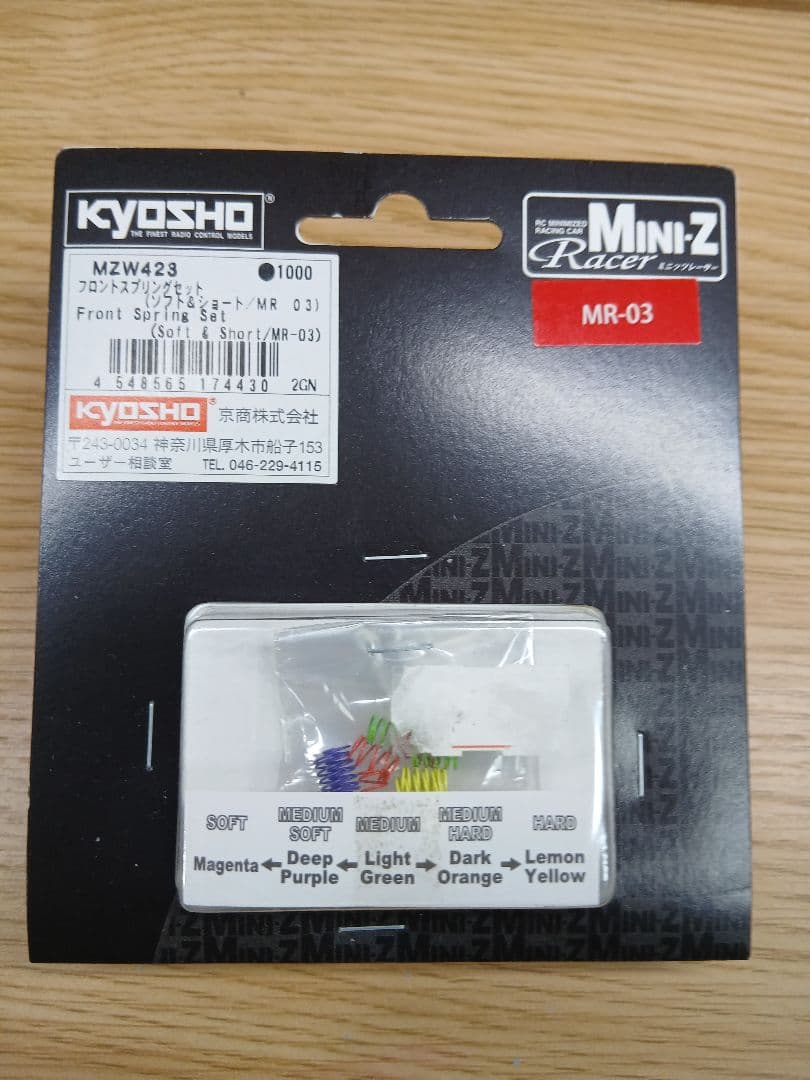 KYOSHO®
THE FINEST RADIO CONTROL MODELS
RC MINIMIZED
RACING CAR
MINI-Z
Racer ミニッツレーサー
MR-03
MZW423 ●1000
フロントスプリングセット
(ソフト&ショート/MR 03)
Front Spring Set
(Soft & Short/MR-03)
4 548565 174430 2GN
KYOSHO® 京商株式会社
〒243-0034 神奈川県厚木市船子153
ユーザー相談室 TEL. 046-229-4115
SOFT MEDIUM SOFT MEDIUM MEDIUM HARD HARD
Magenta ← Deep Purple ← Light Green → Dark Orange → Lemon Yellow